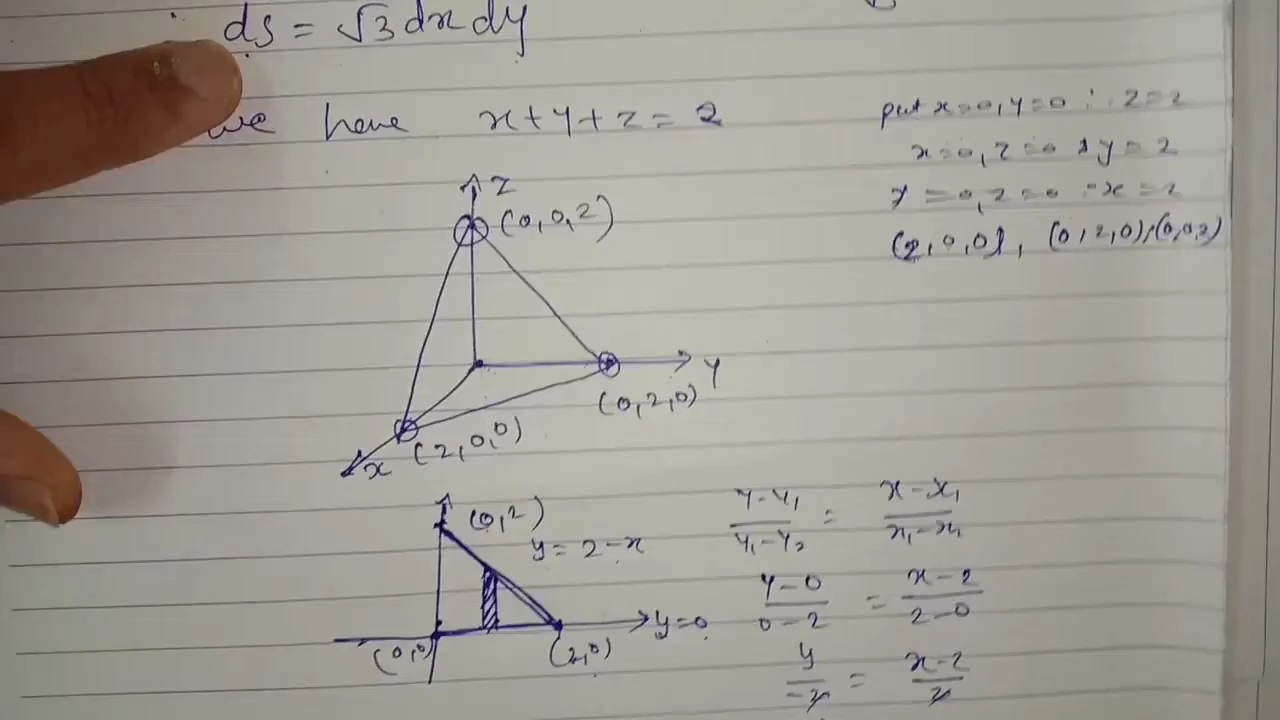 ∴ ds = √3 dx dy
we have x+y+z = 2
put x=0, y=0 ∴ z=2
x=0, z=0 ∴ y=2
y=0, z=0 ∴ x=2
(2,0,0), (0,2,0), (0,0,2)
z
(0,0,2)
y
(0,2,0)
(2,0,0)
x
(0,2)
y = 2-x
y=0
(0,0)
(2,0)
y-y₁ / y₁-y₂ = x-x₁ / x₁-x₂
y-0 / 0-2 = x-2 / 2-0
y / -2 = x-2 / 2